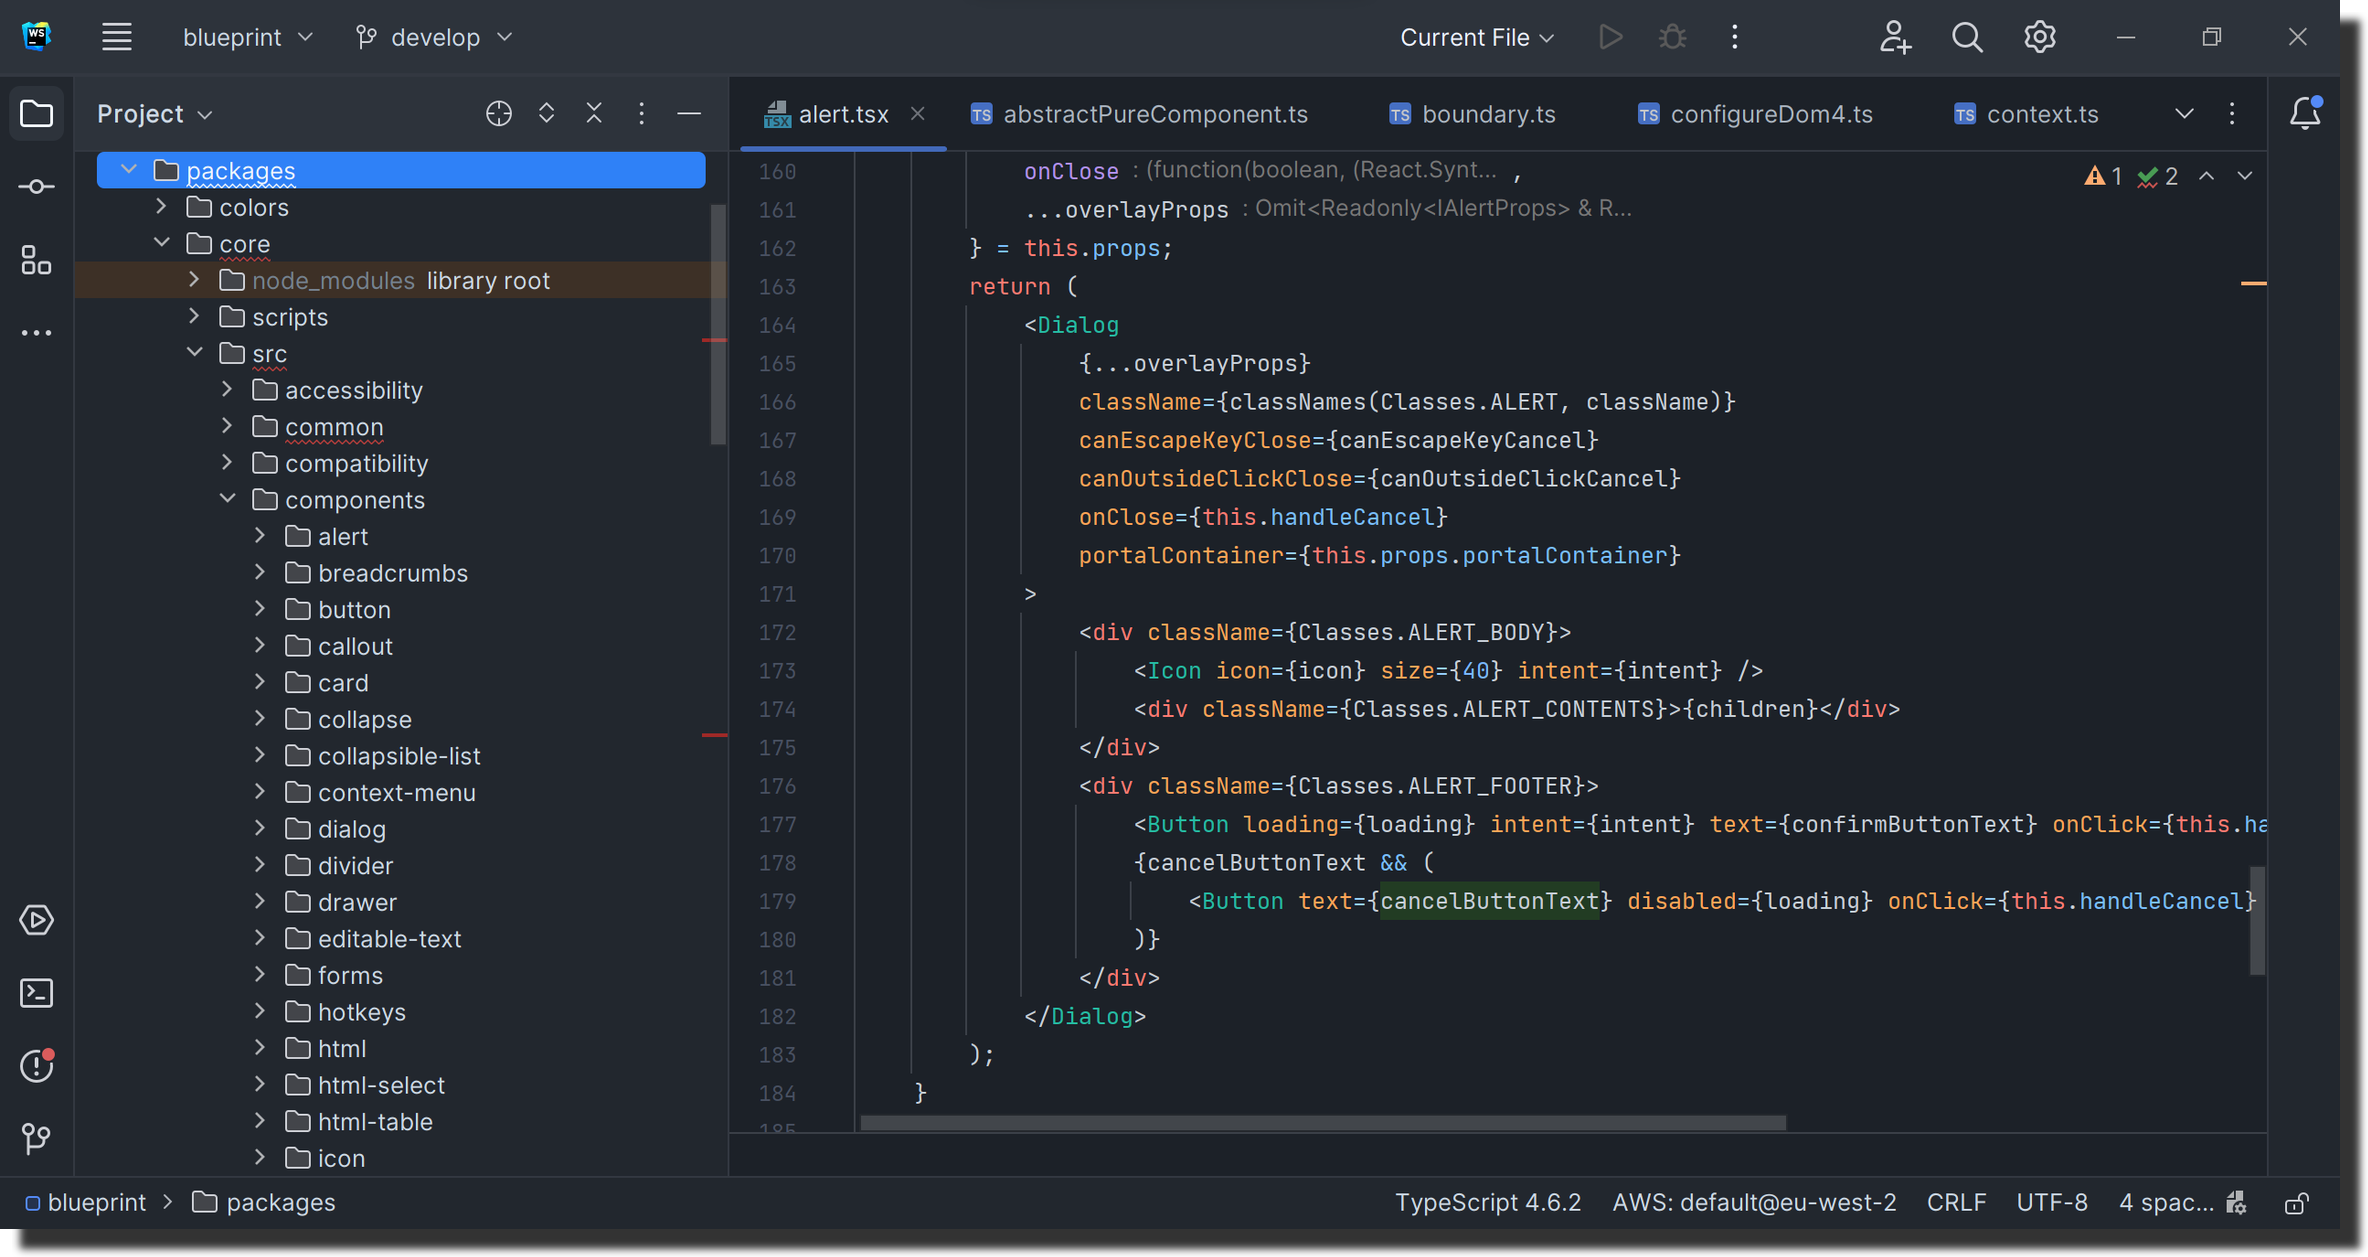 WS
blueprint
develop
Current File
Project
alert.tsx
abstractPureComponent.ts
boundary.ts
configureDom4.ts
context.ts
TSX
TS
TS
TS
TS
packages
colors
core
node_modules library root
scripts
src
accessibility
common
compatibility
components
alert
breadcrumbs
button
callout
card
collapse
collapsible-list
context-menu
dialog
divider
drawer
editable-text
forms
hotkeys
html
html-select
html-table
icon
1
2
160 onClose : (function(boolean, (React.Synt... ,
161 ...overlayProps : Omit<Readonly<IAlertProps> & R...
162 } = this.props;
163 return (
164 <Dialog
165 {...overlayProps}
166 className={classNames(Classes.ALERT, className)}
167 canEscapeKeyClose={canEscapeKeyCancel}
168 canOutsideClickClose={canOutsideClickCancel}
169 onClose={this.handleCancel}
170 portalContainer={this.props.portalContainer}
171 >
172 <div className={Classes.ALERT_BODY}>
173 <Icon icon={icon} size={40} intent={intent} />
174 <div className={Classes.ALERT_CONTENTS}>{children}</div>
175 </div>
176 <div className={Classes.ALERT_FOOTER}>
177 <Button loading={loading} intent={intent} text={confirmButtonText} onClick={this.ha
178 {cancelButtonText && (
179 <Button text={cancelButtonText} disabled={loading} onClick={this.handleCancel}
180 )}
181 </div>
182 </Dialog>
183 );
184 }
185
blueprint > packages
TypeScript 4.6.2
AWS: default@eu-west-2
CRLF
UTF-8
4 spac...